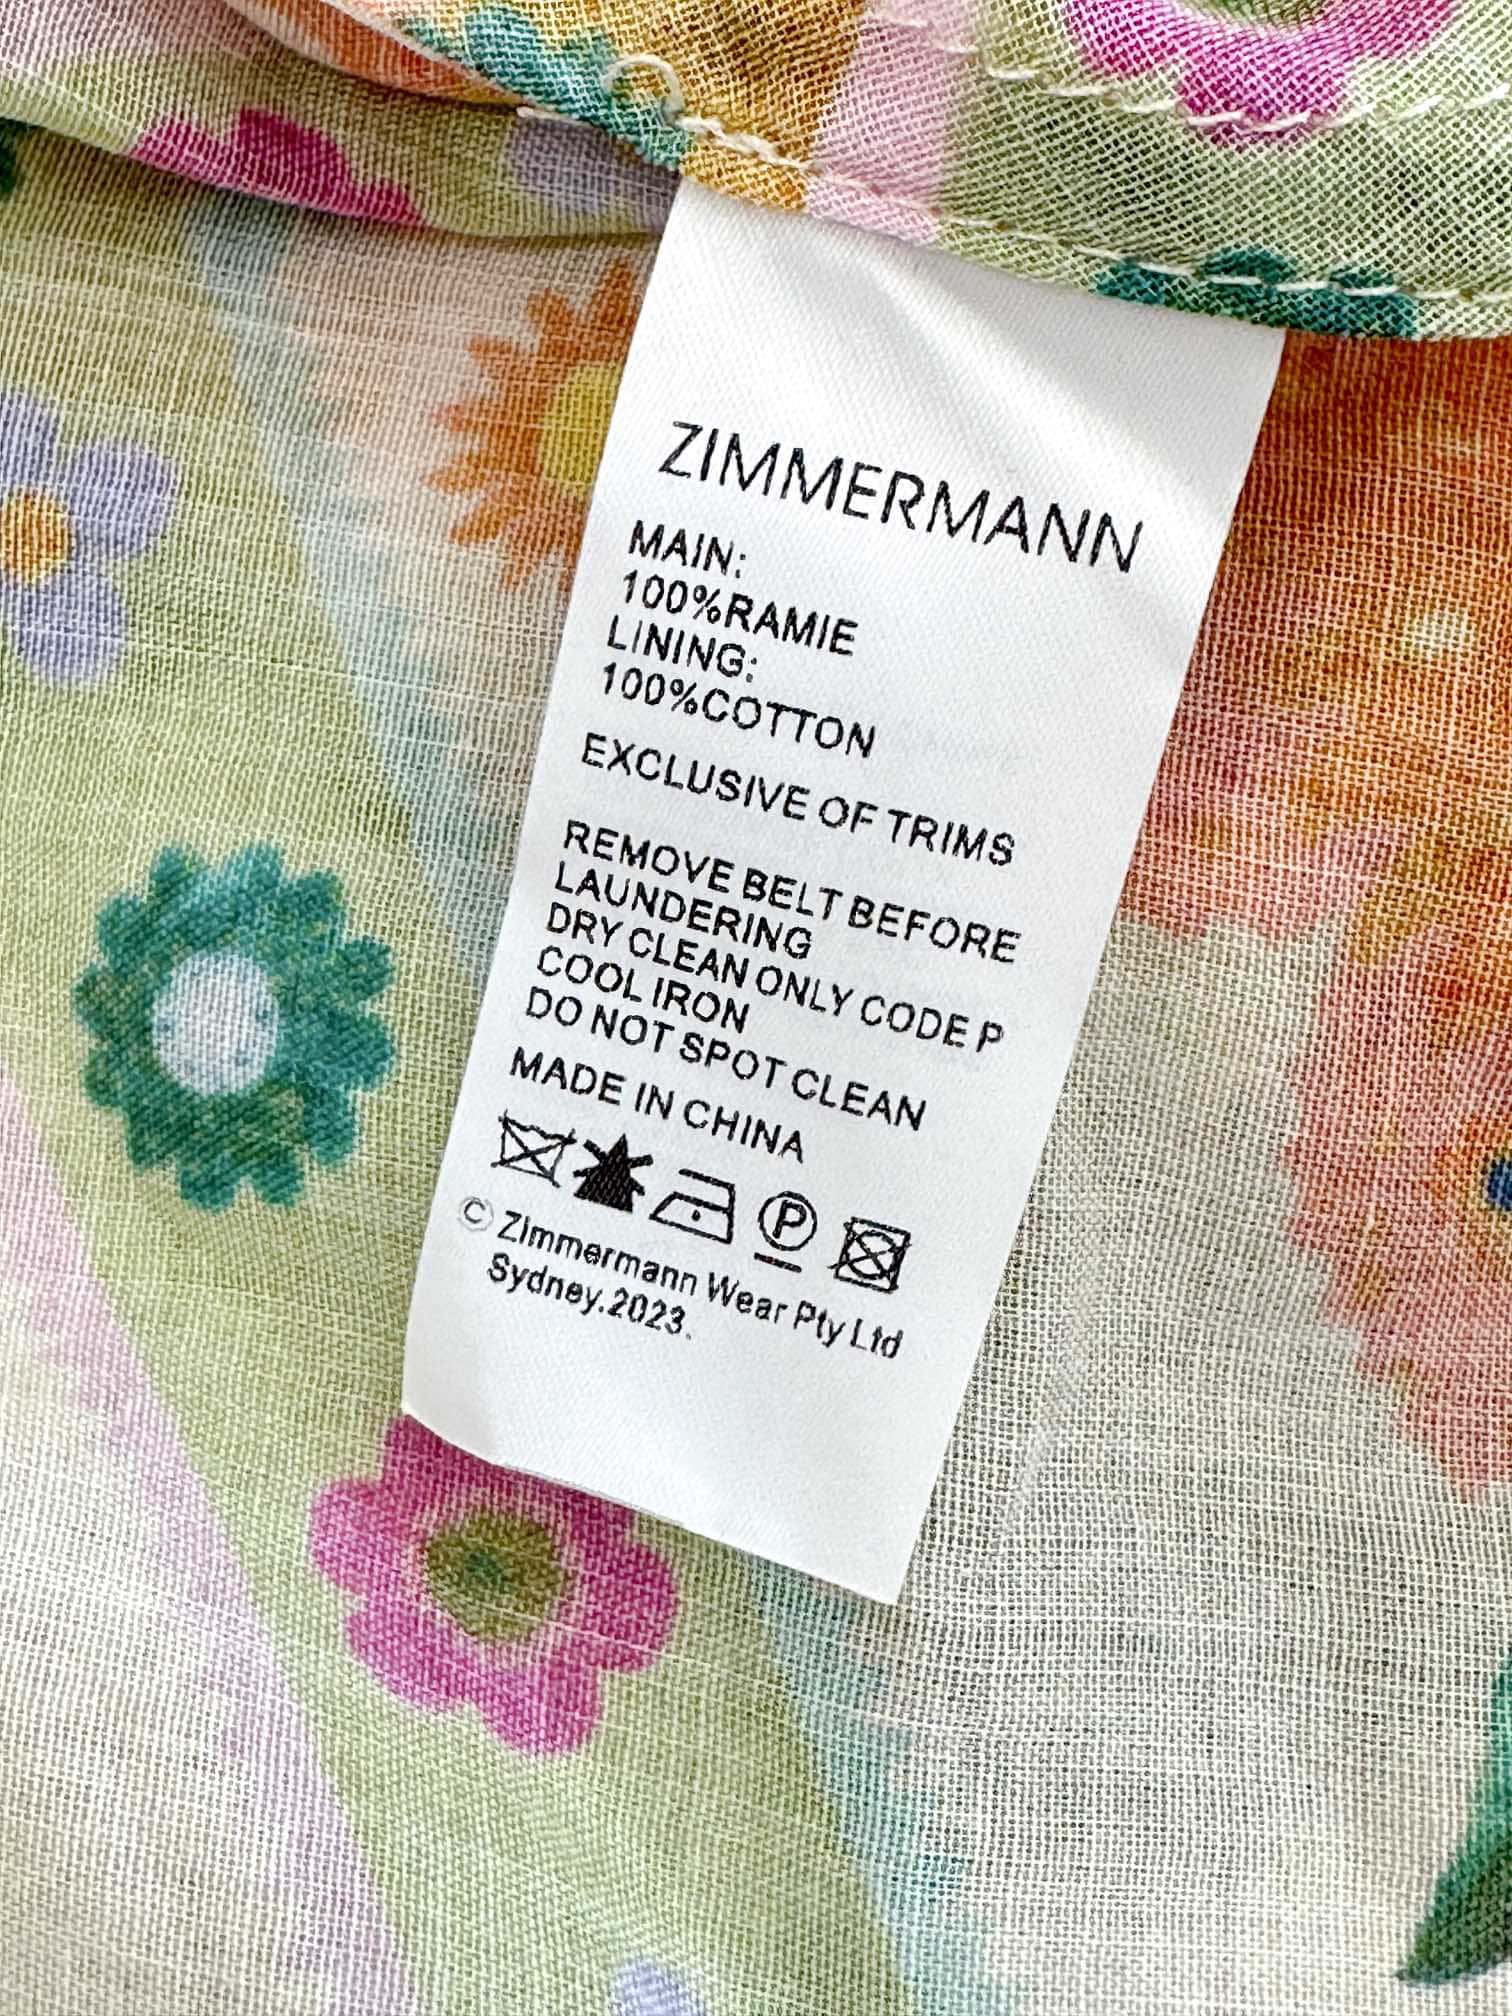 ZIMMERMANN
MAIN:
100%RAMIE
LINING:
100%COTTON
EXCLUSIVE OF TRIMS
REMOVE BELT BEFORE
LAUNDERING
DRY CLEAN ONLY CODE P
COOL IRON
DO NOT SPOT CLEAN
MADE IN CHINA
P
© Zimmermann Wear Pty Ltd
Sydney.2023.